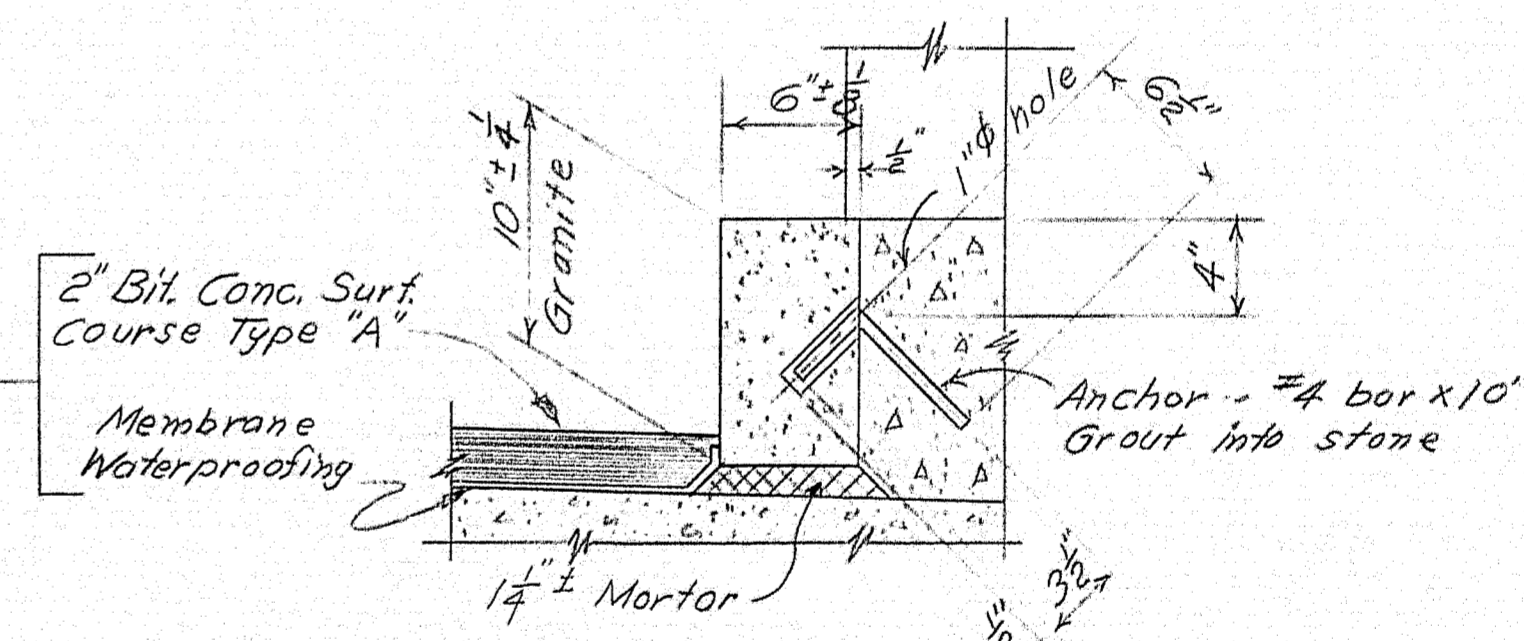 6"± 1/8
1/2"
1"ϕ hole
6 1/2"
10"± 1/4
Granite
4"
2" Bit. Conc. Surf.
Course Type "A"
Membrane
Waterproofing
Anchor - #4 bar x 10"
Grout into stone
1 1/4"± Mortar
3 1/2"